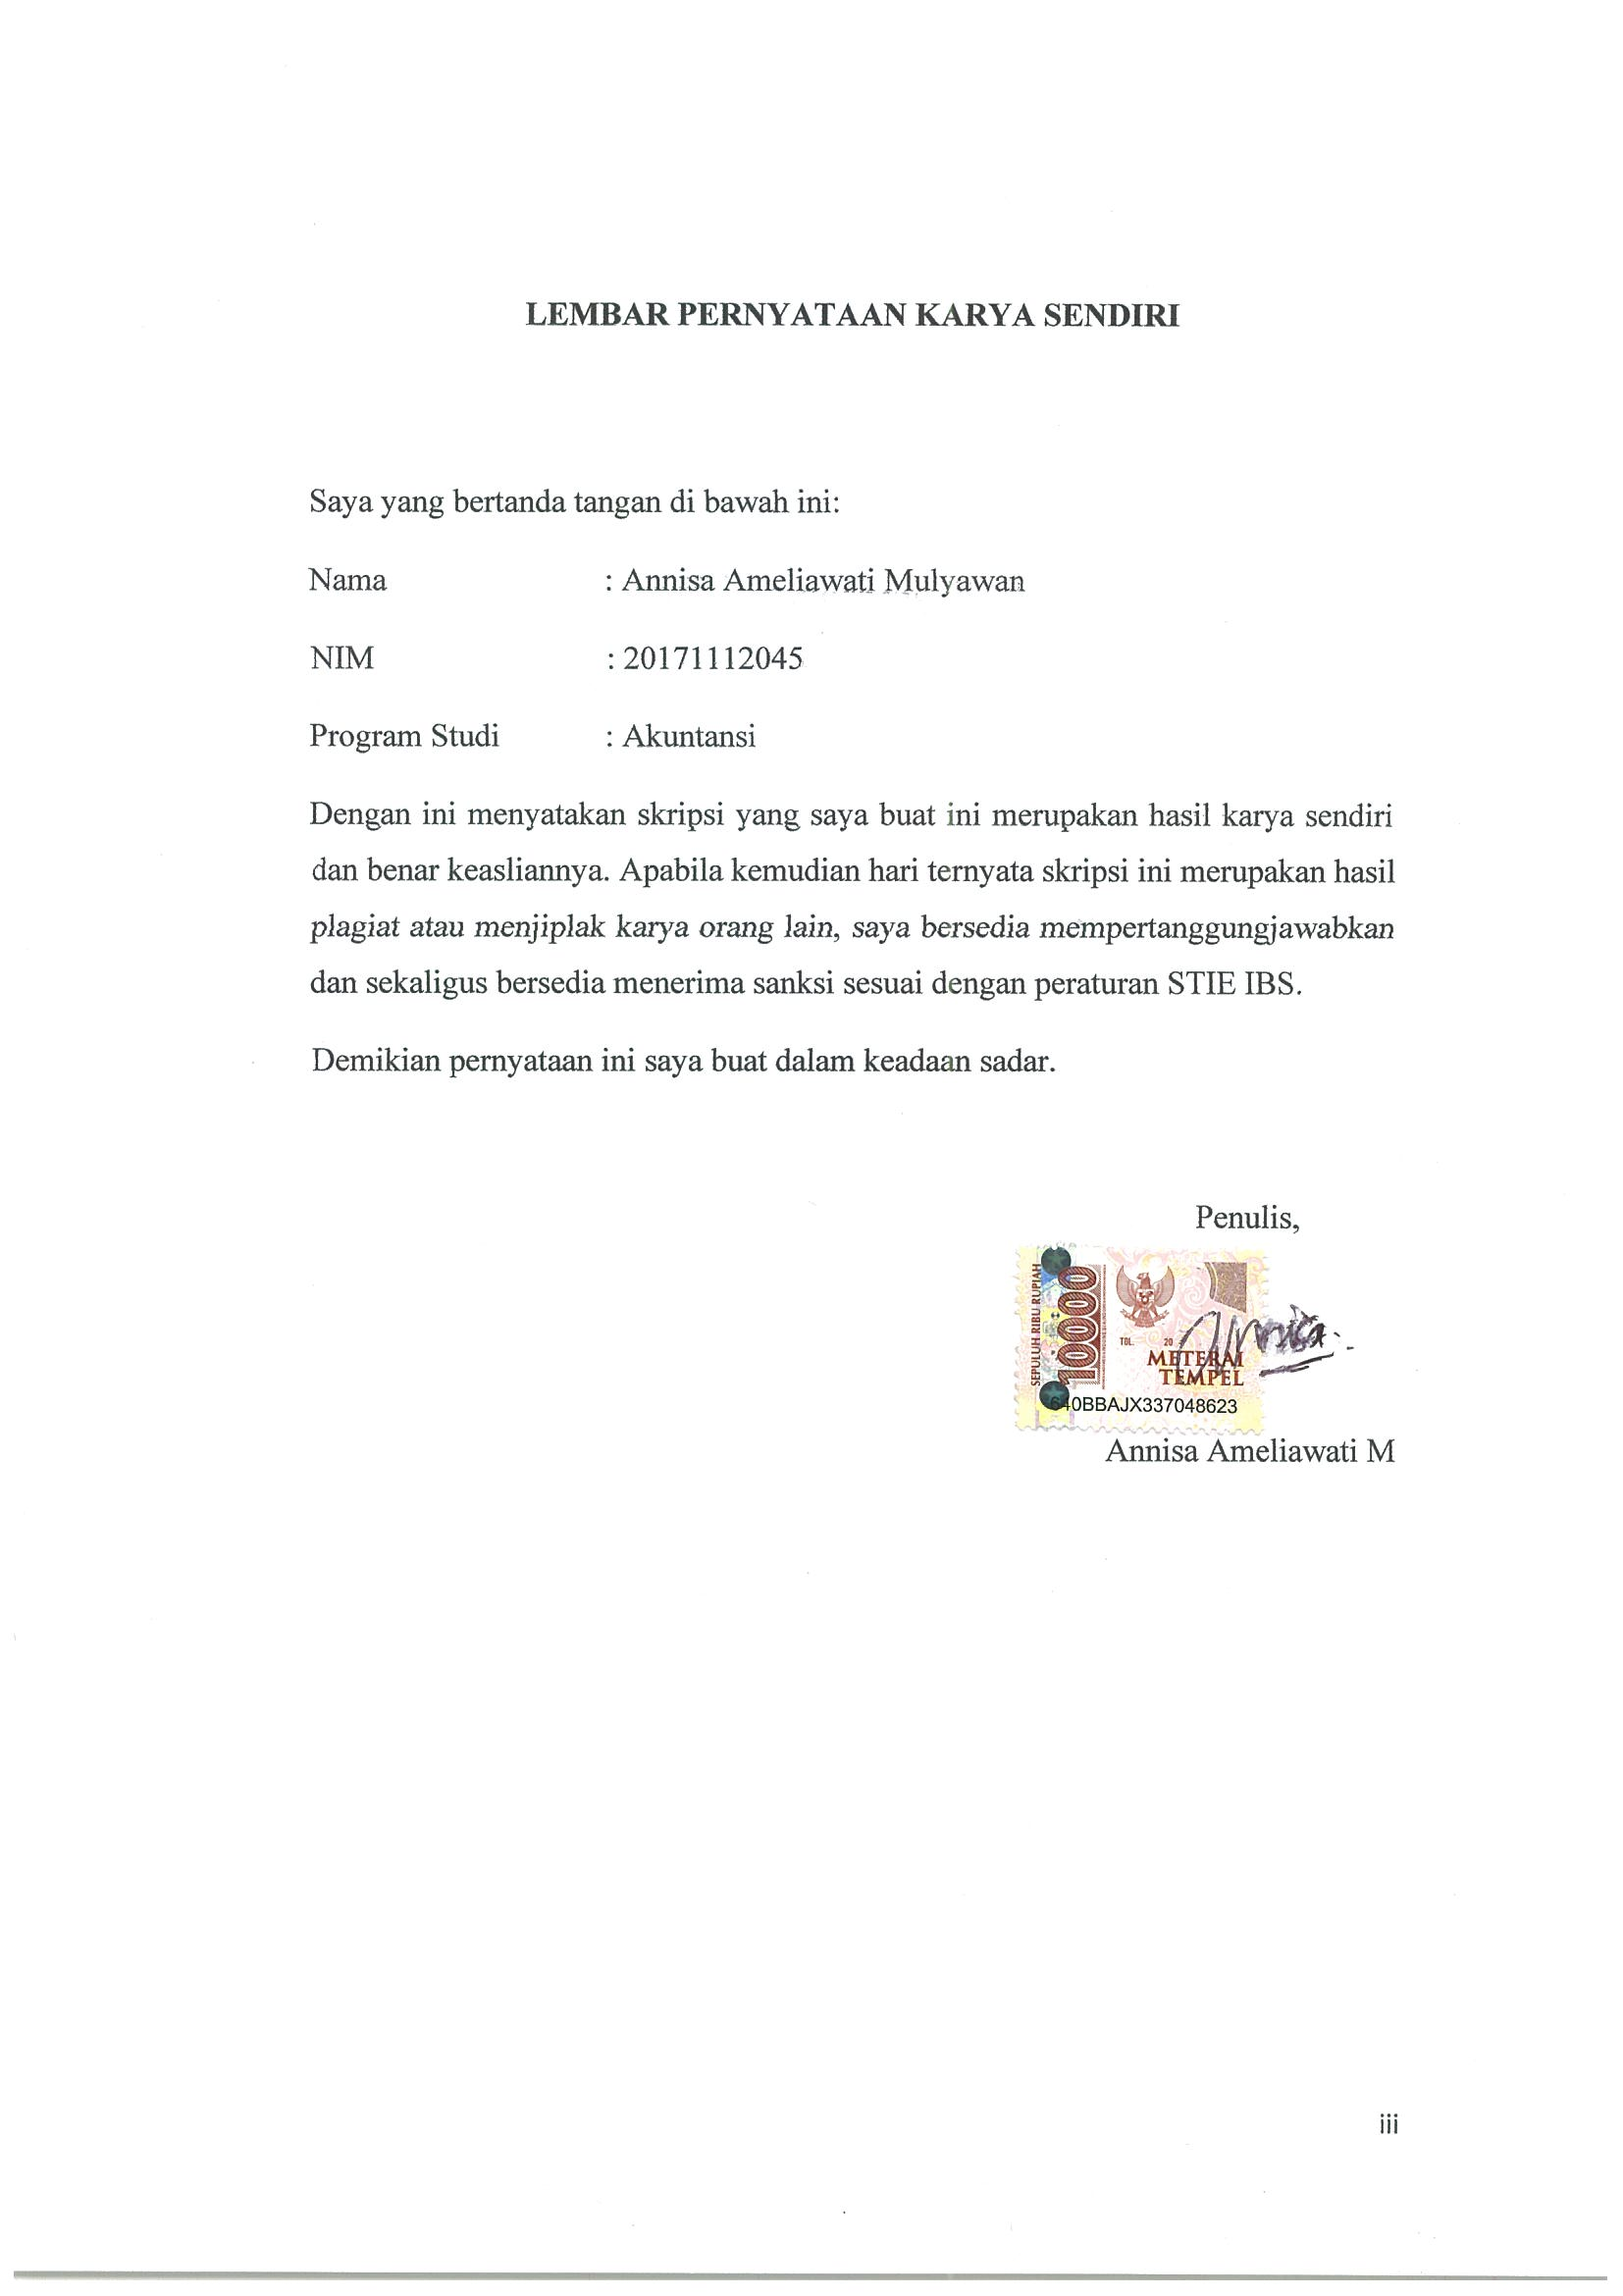 LEMBAR PERNYATAAN KARYA SENDIRI
Saya yang bertanda tangan di bawah ini:
Nama : Annisa Ameliawati Mulyawan
NIM : 20171112045
Program Studi : Akuntansi
Dengan ini menyatakan skripsi yang saya buat ini merupakan hasil karya sendiri
dan benar keasliannya. Apabila kemudian hari ternyata skripsi ini merupakan hasil
plagiat atau menjiplak karya orang lain, saya bersedia mempertanggungjawabkan
dan sekaligus bersedia menerima sanksi sesuai dengan peraturan STIE IBS.
Demikian pernyataan ini saya buat dalam keadaan sadar.
Penulis,
SEPULUH RIBU RUPIAH
10000
TGL. 20
METERAI
TEMPEL
640BBAJX337048623
Annisa Ameliawati M
iii